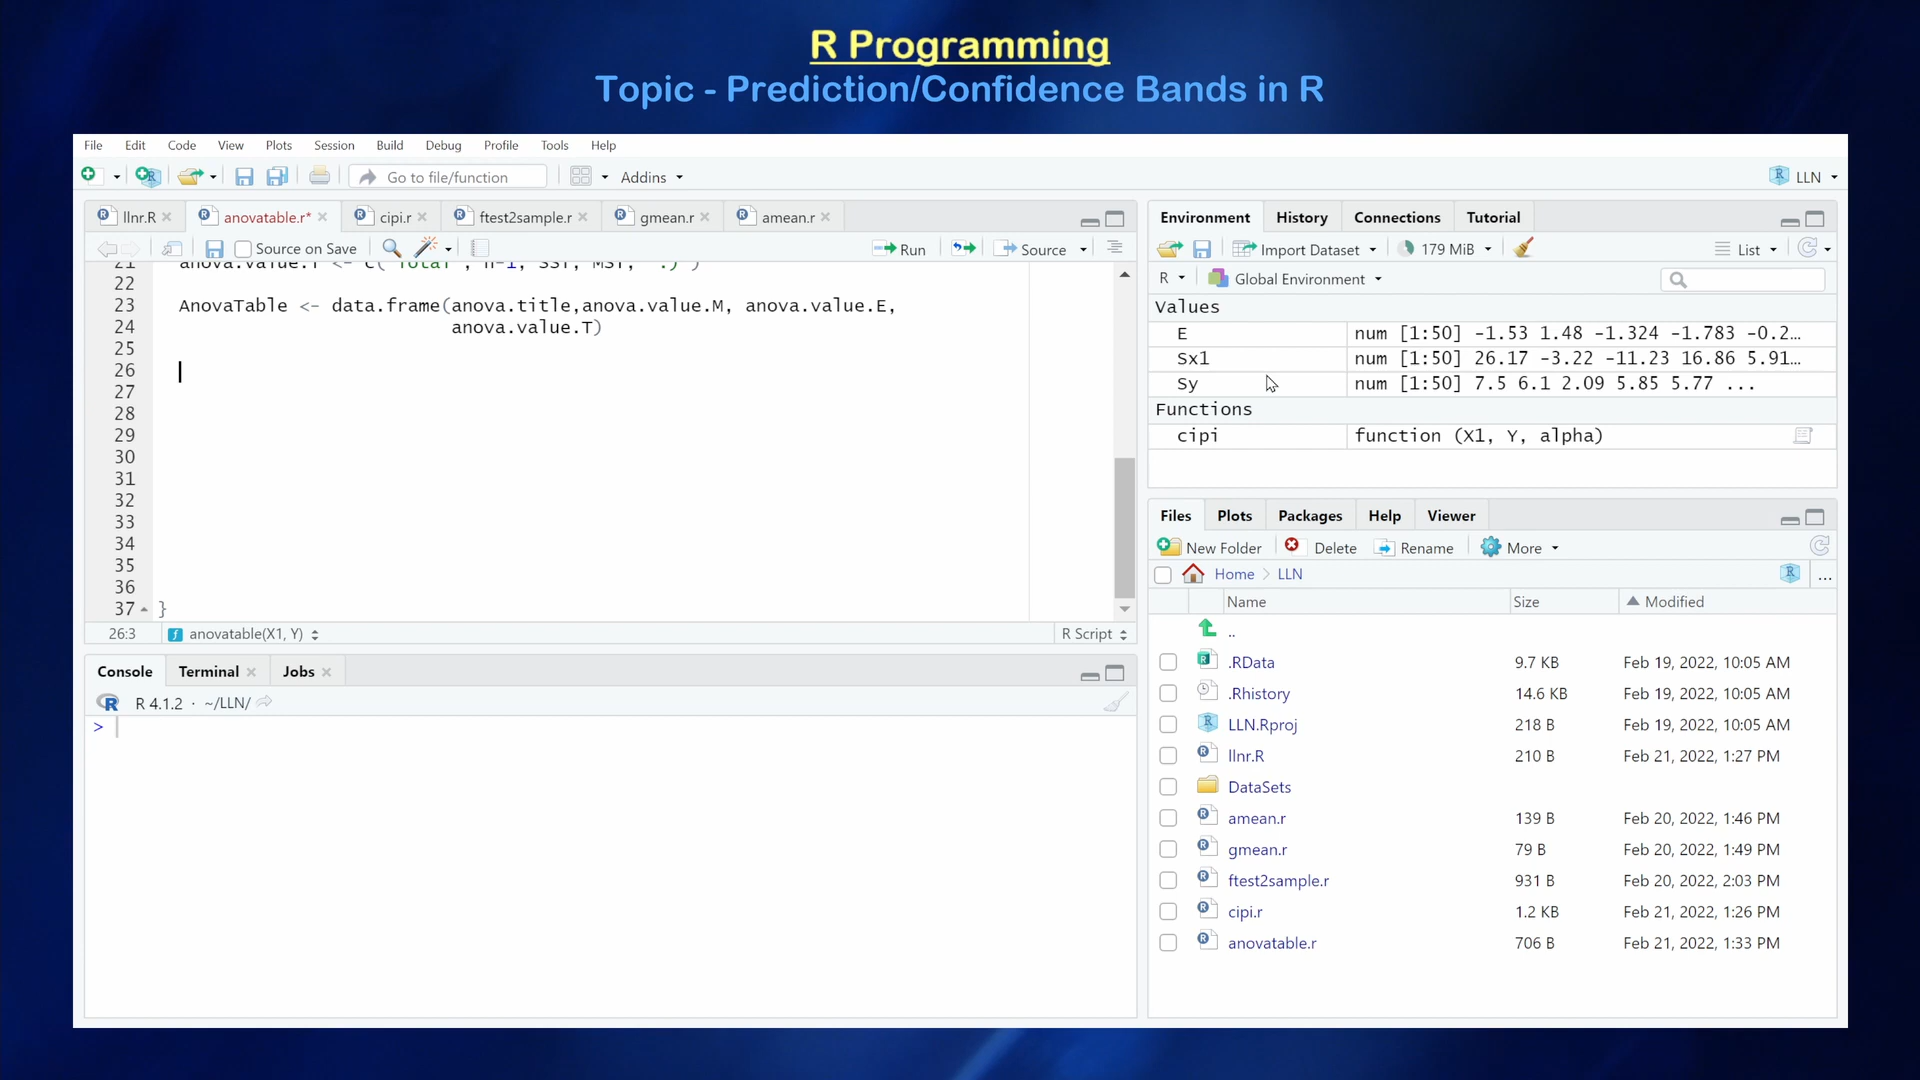 R Programming
Topic - Prediction/Confidence Bands in R
File Edit Code View Plots Session Build Debug Profile Tools Help
Go to file/function Addins LLN
llnr.R anovatable.r* cipi.r ftest2sample.r gmean.r amean.r
Source on Save Run Source
21 anova.value.T <- c("Total", n-1, SST, MST, ".")
22
23 AnovaTable <- data.frame(anova.title,anova.value.M, anova.value.E,
24 anova.value.T)
25
26
27
28
29
30
31
32
33
34
35
36
37 }
26:3 anovatable(X1, Y) R Script
Console Terminal Jobs
R 4.1.2 · ~/LLN/
>
Environment History Connections Tutorial
Import Dataset 179 MiB List
R Global Environment
Values
E num [1:50] -1.53 1.48 -1.324 -1.783 -0.2…
Sx1 num [1:50] 26.17 -3.22 -11.23 16.86 5.91…
Sy num [1:50] 7.5 6.1 2.09 5.85 5.77 ...
Functions
cipi function (X1, Y, alpha)
Files Plots Packages Help Viewer
New Folder Delete Rename More
Home > LLN ...
Name Size Modified
..
.RData 9.7 KB Feb 19, 2022, 10:05 AM
.Rhistory 14.6 KB Feb 19, 2022, 10:05 AM
LLN.Rproj 218 B Feb 19, 2022, 10:05 AM
llnr.R 210 B Feb 21, 2022, 1:27 PM
DataSets
amean.r 139 B Feb 20, 2022, 1:46 PM
gmean.r 79 B Feb 20, 2022, 1:49 PM
ftest2sample.r 931 B Feb 20, 2022, 2:03 PM
cipi.r 1.2 KB Feb 21, 2022, 1:26 PM
anovatable.r 706 B Feb 21, 2022, 1:33 PM